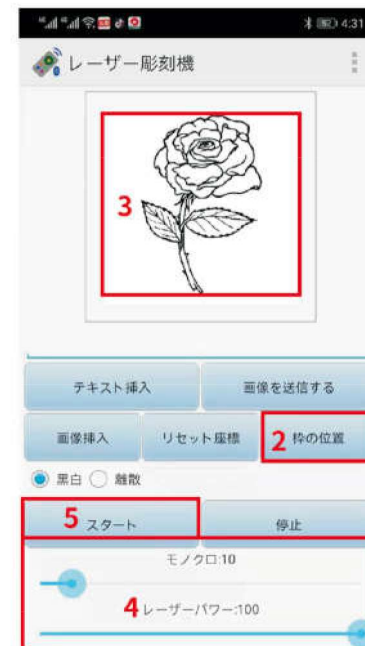 4:31
レーザー彫刻機
3
テキスト挿入 画像を送信する
画像挿入 リセット座標 2 枠の位置
黒白 離散
5 スタート 停止
モノクロ:10
4 レーザーパワー:100